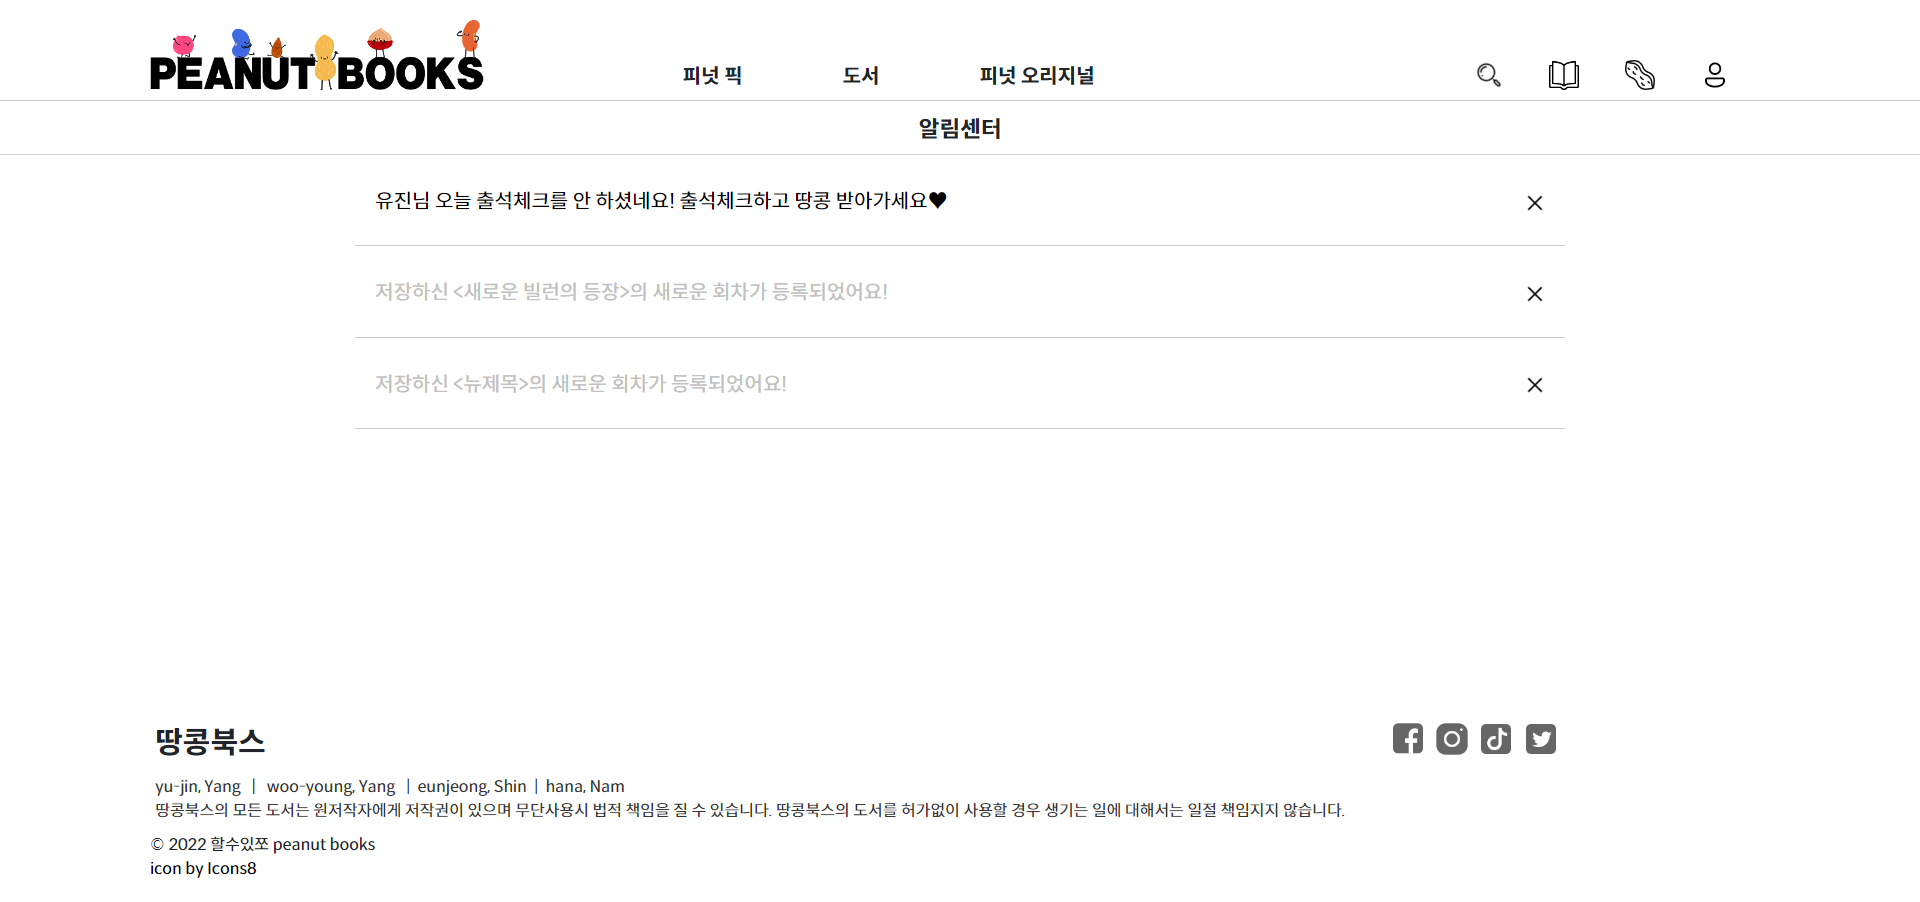 PEANUT BOOKS
피넛 픽 도서 피넛 오리지널
알림센터
유진님 오늘 출석체크를 안 하셨네요! 출석체크하고 땅콩 받아가세요♥
저장하신 <새로운 빌런의 등장>의 새로운 회차가 등록되었어요!
저장하신 <뉴제목>의 새로운 회차가 등록되었어요!
땅콩북스
yu-jin, Yang | woo-young, Yang | eunjeong, Shin | hana, Nam
땅콩북스의 모든 도서는 원저작자에게 저작권이 있으며 무단사용시 법적 책임을 질 수 있습니다. 땅콩북스의 도서를 허가없이 사용할 경우 생기는 일에 대해서는 일절 책임지지 않습니다.
© 2022 할수있쪼 peanut books
icon by Icons8